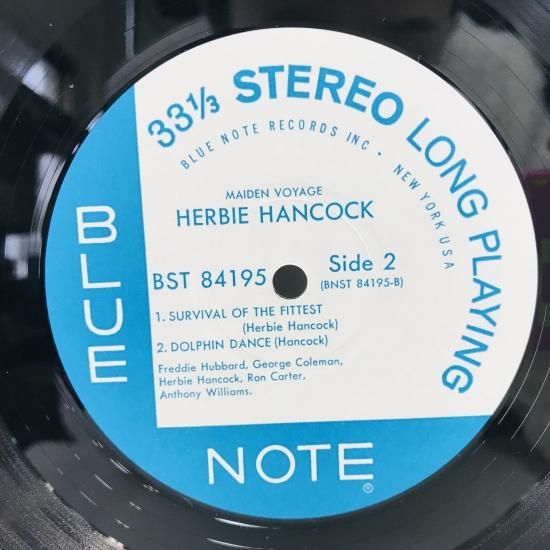 33 1/3 STEREO LONG PLAYING
BLUE NOTE RECORDS INC • NEW YORK USA
MAIDEN VOYAGE
HERBIE HANCOCK
BST 84195
Side 2
(BNST 84195-B)
1. SURVIVAL OF THE FITTEST
(Herbie Hancock)
2. DOLPHIN DANCE (Hancock)
Freddie Hubbard, George Coleman,
Herbie Hancock, Ron Carter,
Anthony Williams.
BLUE
NOTE ®